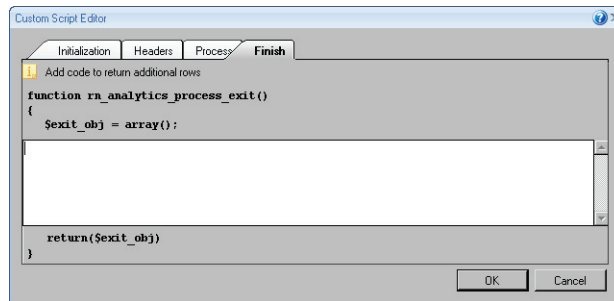 Custom Script Editor
Initialization Headers Process Finish
Add code to return additional rows
function rn_analytics_process_exit()
{
$exit_obj = array();
return($exit_obj)
}
OK Cancel